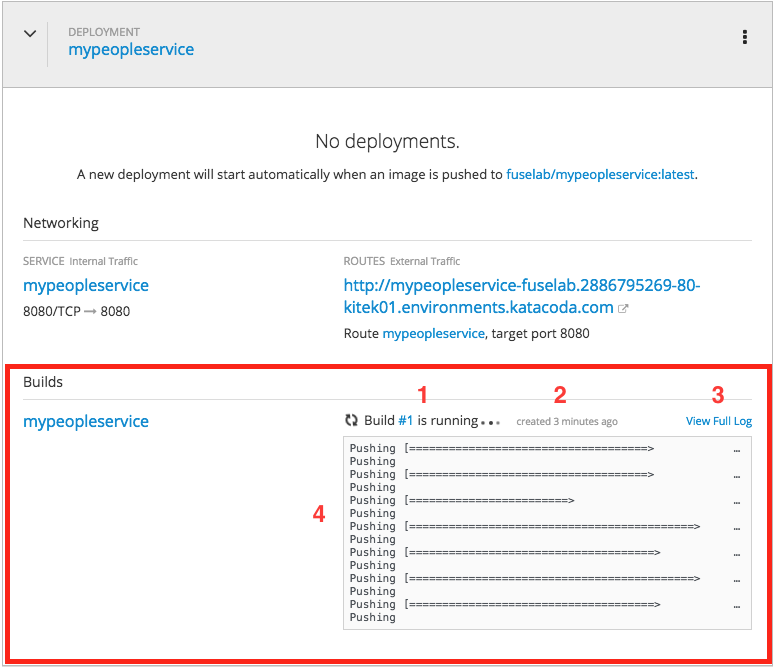 DEPLOYMENT
mypeopleservice
No deployments.
A new deployment will start automatically when an image is pushed to fuselab/mypeopleservice:latest.
Networking
SERVICE Internal Traffic
mypeopleservice
8080/TCP → 8080
ROUTES External Traffic
http://mypeopleservice-fuselab.2886795269-80-
kitek01.environments.katacoda.com
Route mypeopleservice, target port 8080
Builds
1 2 3
mypeopleservice
Build #1 is running... created 3 minutes ago View Full Log
4
Pushing [=====================================> …
Pushing
Pushing [=====================================> …
Pushing
Pushing [========================> …
Pushing
Pushing [============================================> …
Pushing
Pushing [======================================> …
Pushing
Pushing [============================================> …
Pushing
Pushing [======================================> …
Pushing